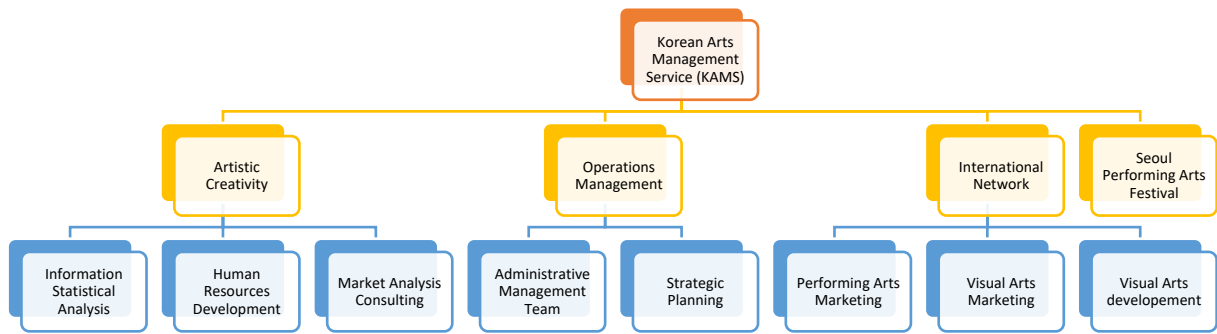 Korean Arts
Management
Service (KAMS)
Artistic
Creativity
Operations
Management
International
Network
Seoul
Performing Arts
Festival
Information
Statistical
Analysis
Human
Resources
Development
Market Analysis
Consulting
Administrative
Management
Team
Strategic
Planning
Performing Arts
Marketing
Visual Arts
Marketing
Visual Arts
developement